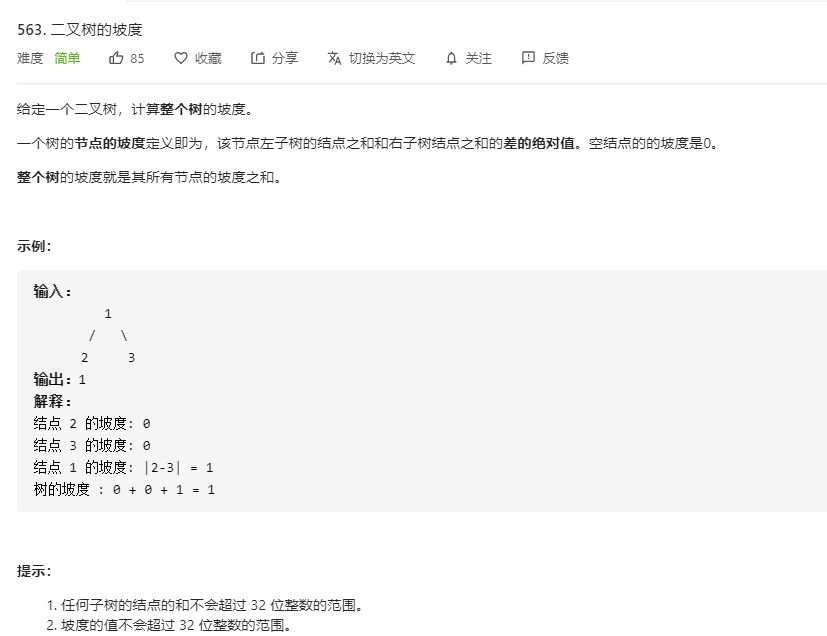 563. 二叉树的坡度
难度 简单 85 收藏 分享 切换为英文 关注 反馈
给定一个二叉树，计算整个树的坡度。
一个树的节点的坡度定义即为，该节点左子树的结点之和和右子树结点之和的差的绝对值。空结点的的坡度是0。
整个树的坡度就是其所有节点的坡度之和。
示例：
输入：
1
/ \
2 3
输出：1
解释：
结点 2 的坡度: 0
结点 3 的坡度: 0
结点 1 的坡度: |2-3| = 1
树的坡度 : 0 + 0 + 1 = 1
提示：
1. 任何子树的结点的和不会超过 32 位整数的范围。
2. 坡度的值不会超过 32 位整数的范围。